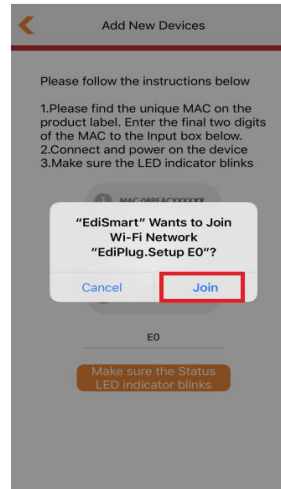 Add New Devices
Please follow the instructions below
1.Please find the unique MAC on the
product label. Enter the final two digits
of the MAC to the Input box below.
2.Connect and power on the device
3.Make sure the LED indicator blinks
1 MAC:08BEACXXXXXX
"EdiSmart" Wants to Join
Wi-Fi Network
"EdiPlug.Setup E0"?
Cancel
Join
E0
Make sure the Status
LED indicator blinks